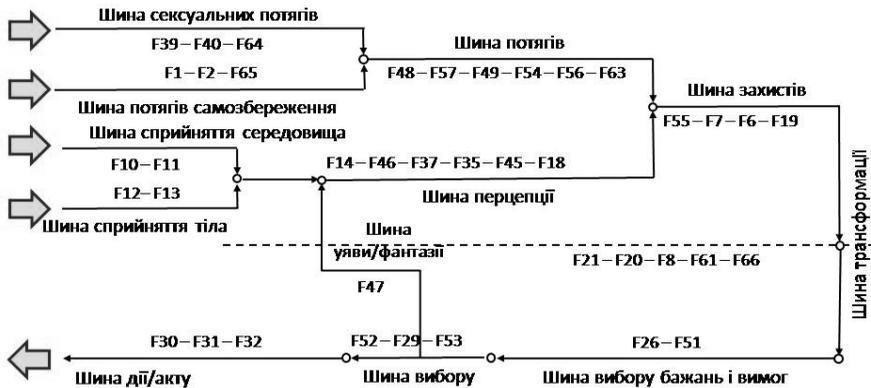 Шина сексуальних потягів
F39−F40−F64
Шина потягів
F1−F2−F65
F48−F57−F49−F54−F56−F63
Шина потягів самозбереження
Шина захистів
Шина сприйняття середовища
F55−F7−F6−F19
F10−F11
F14−F46−F37−F35−F45−F18
F12−F13
Шина перцепції
Шина сприйняття тіла
Шина
уяви/фантазії
F21−F20−F8−F61−F66
Шина трансформації
F47
F30−F31−F32
F52−F29−F53
F26−F51
Шина дії/акту
Шина вибору
Шина вибору бажань і вимог